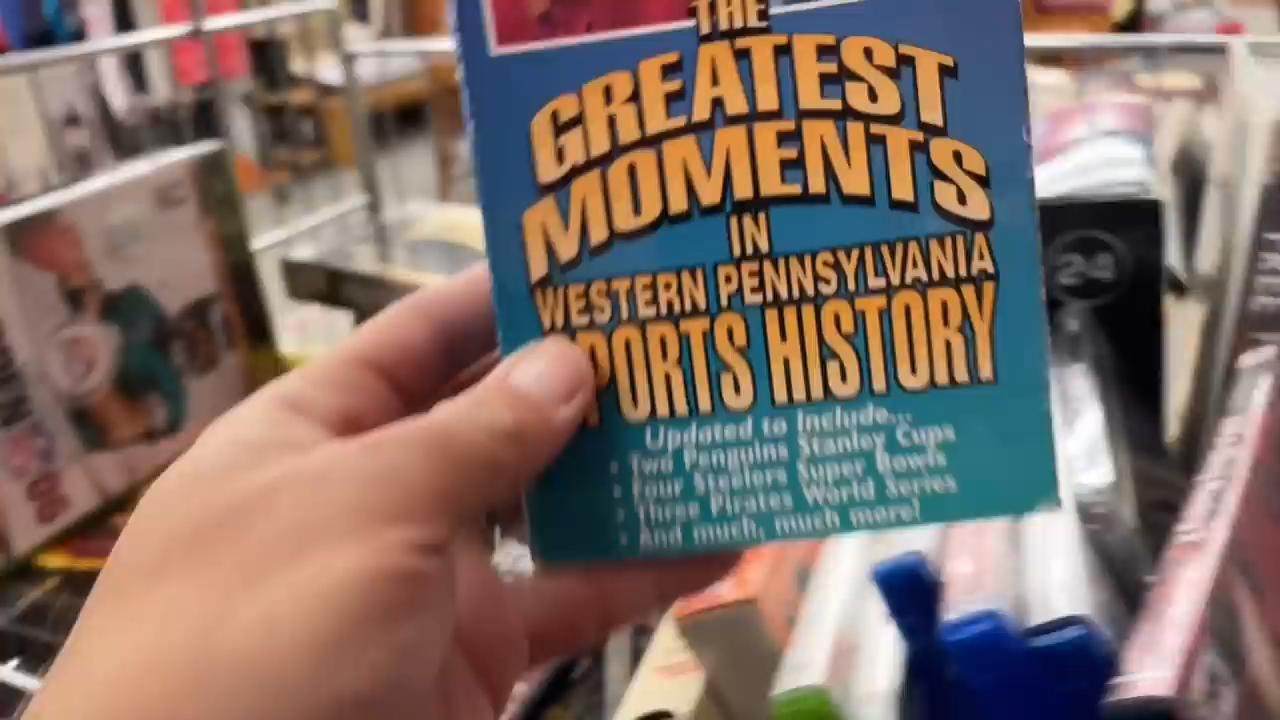 THE
GREATEST
MOMENTS
IN
WESTERN PENNSYLVANIA
PORTS HISTORY
Updated to Include...
• Two Penguins Stanley Cups
• Four Steelers Super Bowls
• Three Pirates World Series
• And much, much more!
24